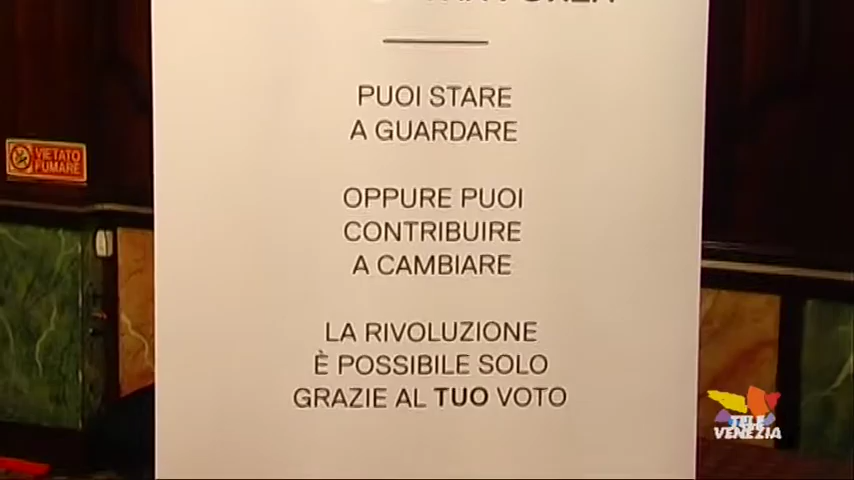 PUOI STARE
A GUARDARE
OPPURE PUOI
CONTRIBUIRE
A CAMBIARE
LA RIVOLUZIONE
È POSSIBILE SOLO
GRAZIE AL TUO VOTO
VIETATO
FUMARE
TELE
VENEZIA